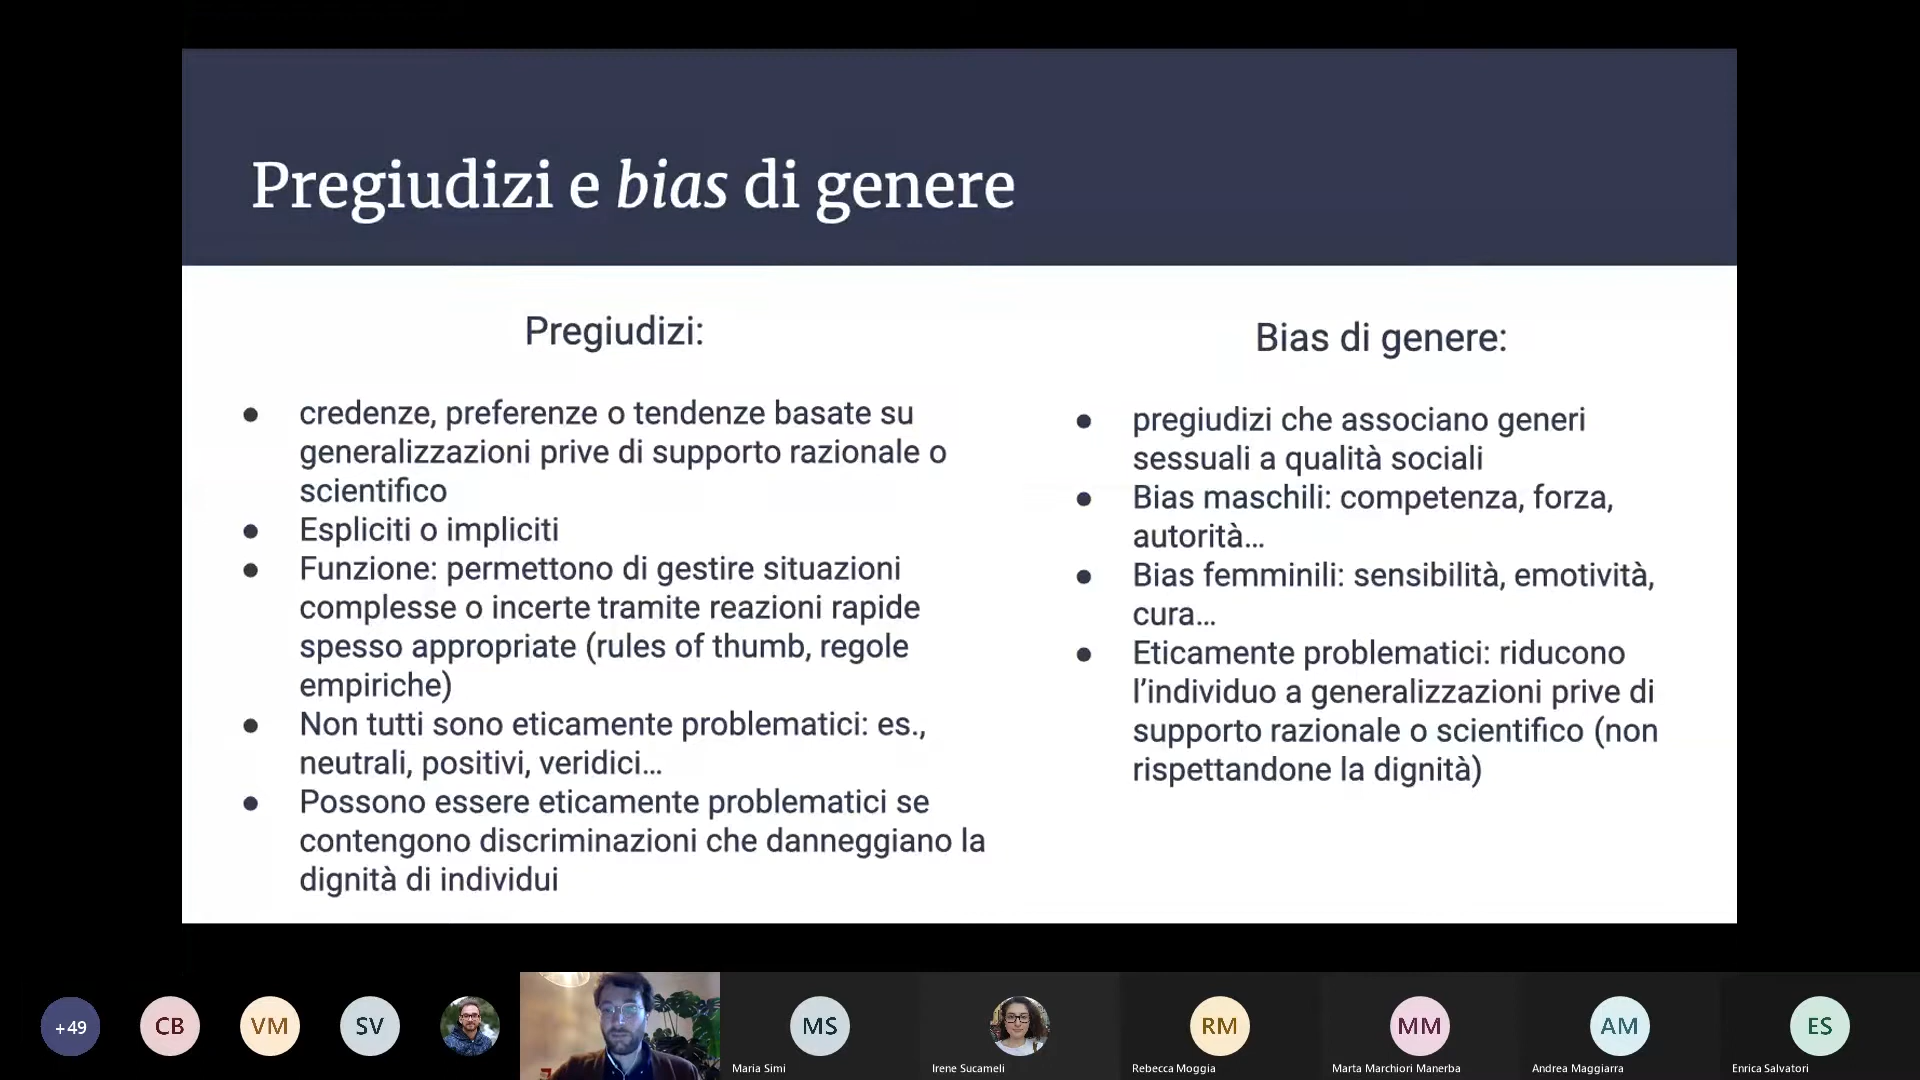 Pregiudizi e bias di genere
Pregiudizi:
● credenze, preferenze o tendenze basate su
generalizzazioni prive di supporto razionale o
scientifico
● Espliciti o impliciti
● Funzione: permettono di gestire situazioni
complesse o incerte tramite reazioni rapide
spesso appropriate (rules of thumb, regole
empiriche)
● Non tutti sono eticamente problematici: es.,
neutrali, positivi, veridici…
● Possono essere eticamente problematici se
contengono discriminazioni che danneggiano la
dignità di individui
Bias di genere:
● pregiudizi che associano generi
sessuali a qualità sociali
● Bias maschili: competenza, forza,
autorità…
● Bias femminili: sensibilità, emotività,
cura…
● Eticamente problematici: riducono
l’individuo a generalizzazioni prive di
supporto razionale o scientifico (non
rispettandone la dignità)
+49
CB
VM
SV
MS
Maria Simi
Irene Sucameli
RM
Rebecca Moggia
MM
Marta Marchiori Manerba
AM
Andrea Maggiarra
ES
Enrica Salvatori